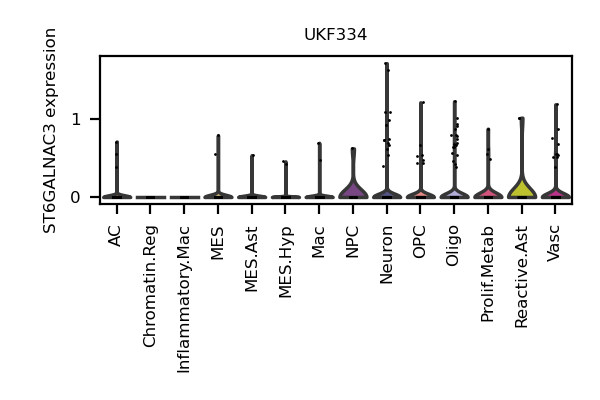 UKF334
ST6GALNAC3 expression
1
0
AC
Chromatin.Reg
Inflammatory.Mac
MES
MES.Ast
MES.Hyp
Mac
NPC
Neuron
OPC
Oligo
Prolif.Metab
Reactive.Ast
Vasc